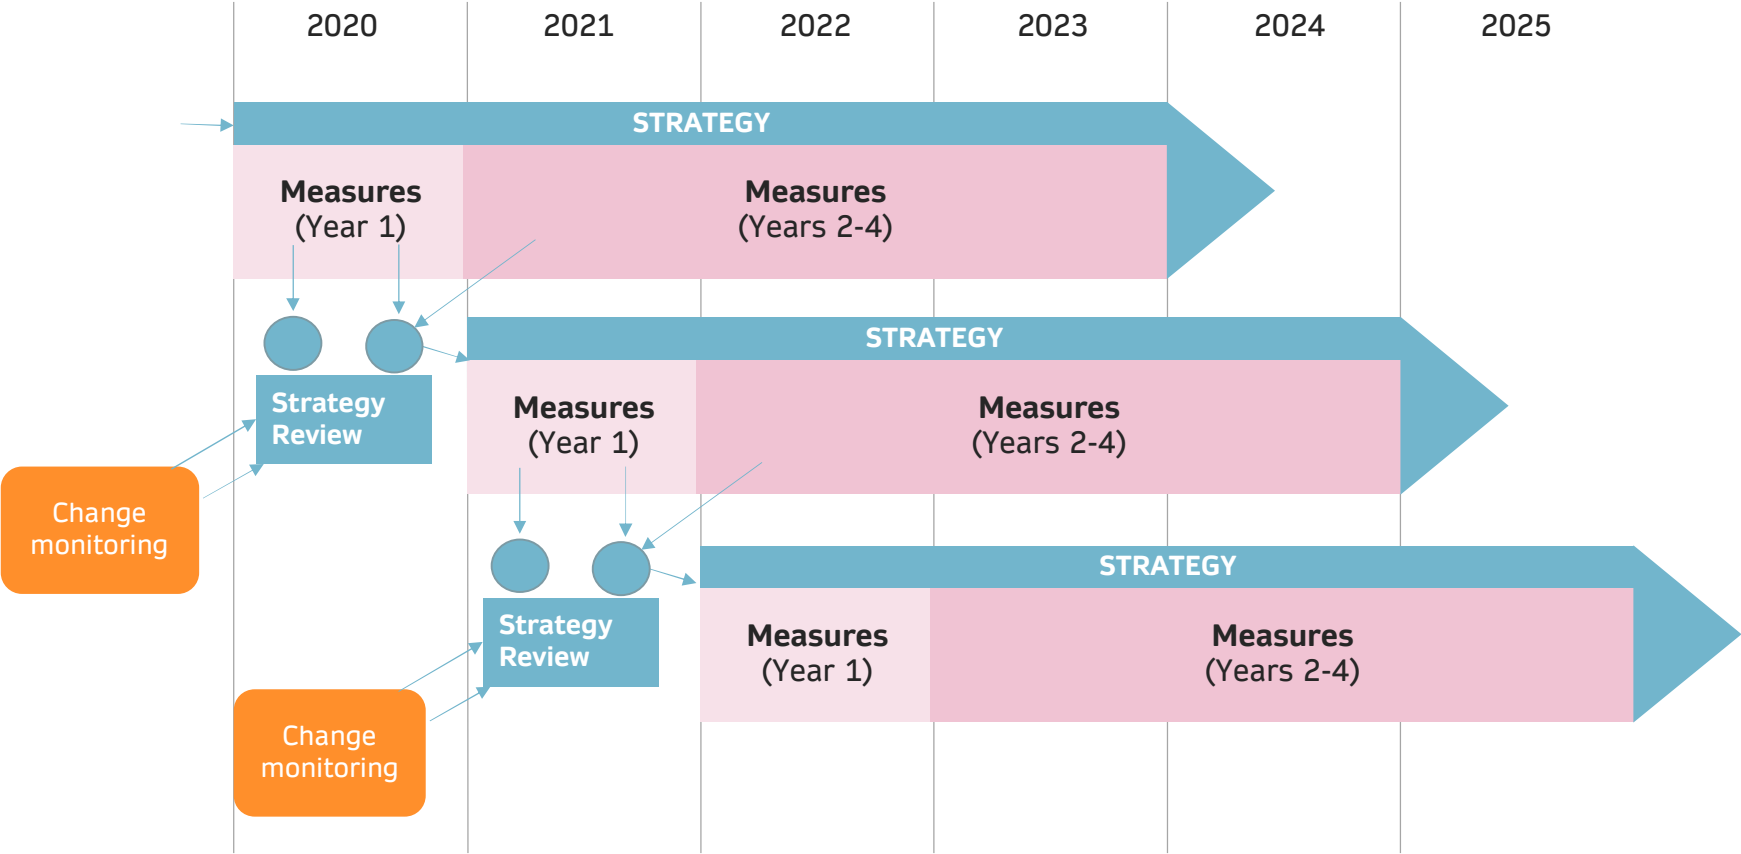 2020
2021
2022
2023
2024
2025
STRATEGY
Measures
(Year 1)
Measures
(Years 2-4)
STRATEGY
Strategy
Review
Measures
(Year 1)
Measures
(Years 2-4)
Change
monitoring
STRATEGY
Strategy
Review
Measures
(Year 1)
Measures
(Years 2-4)
Change
monitoring